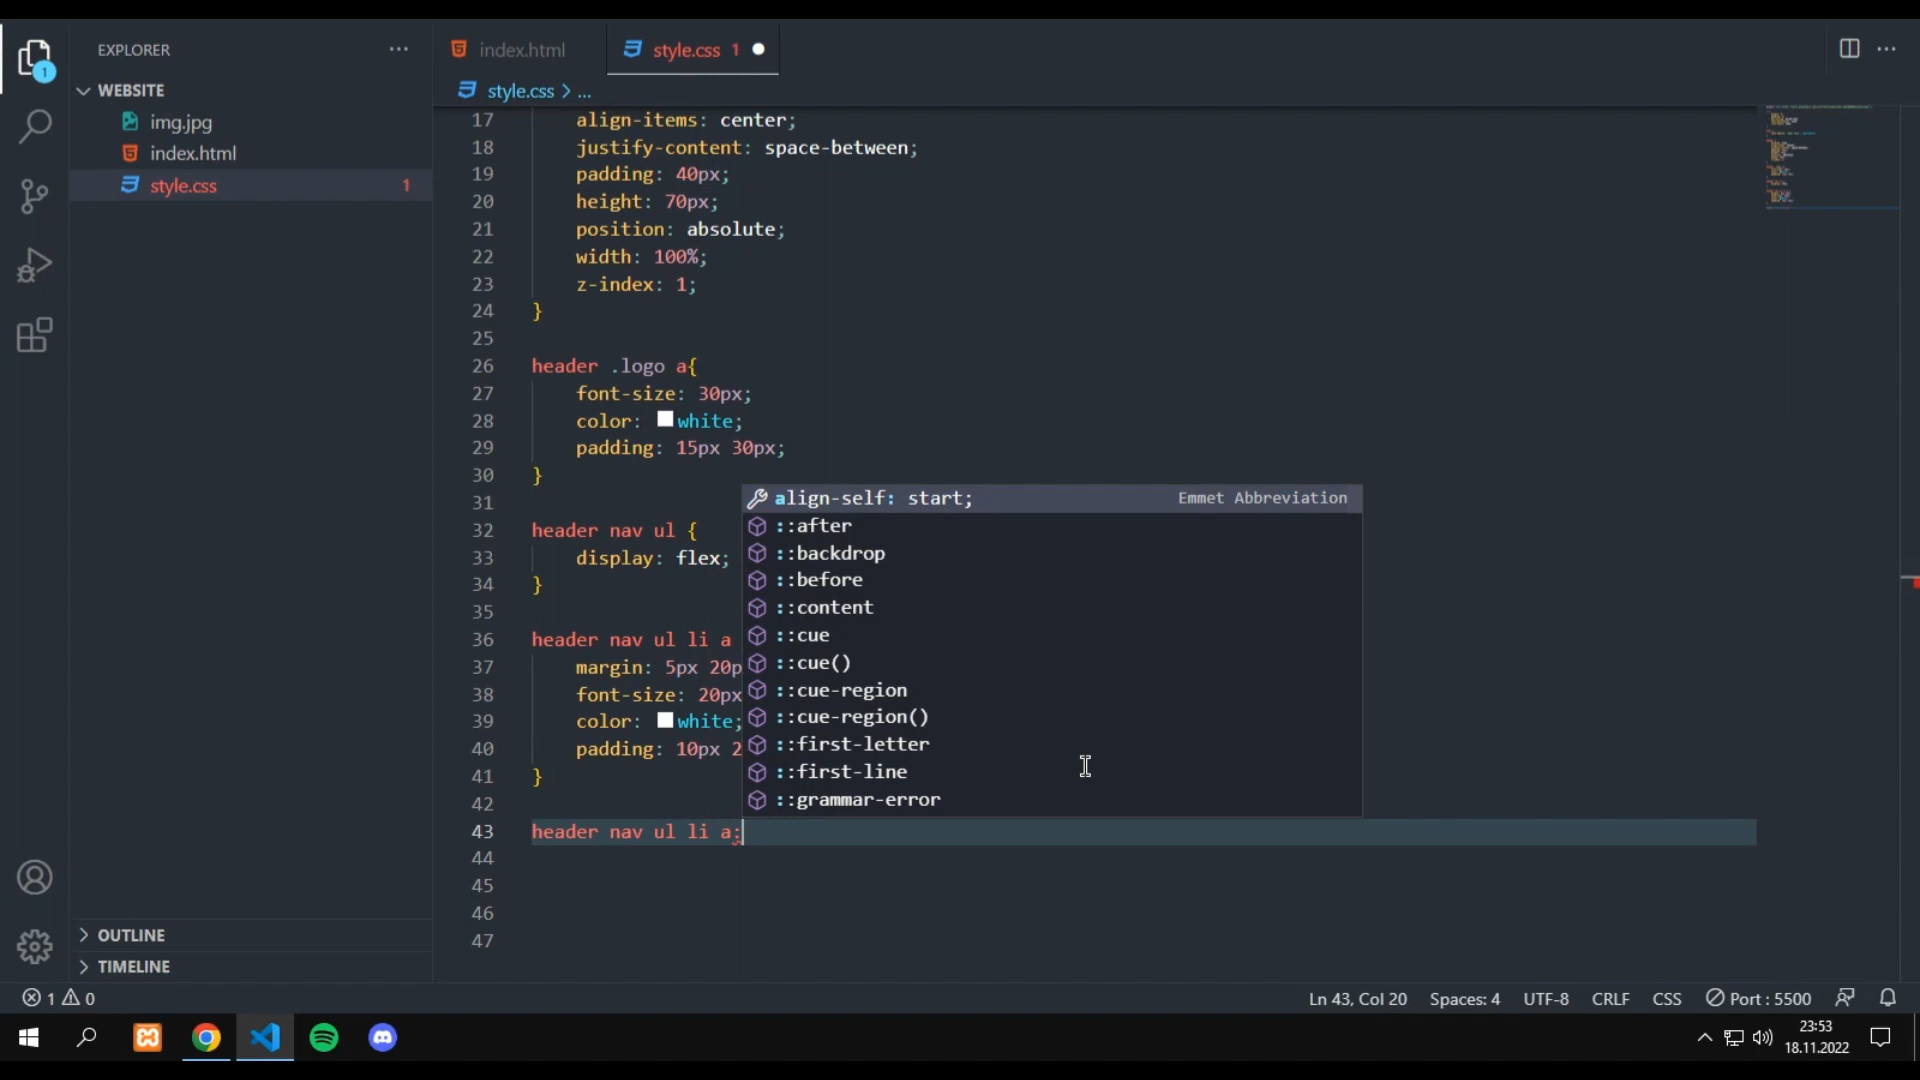 EXPLORER
WEBSITE
img.jpg
index.html
style.css 1
OUTLINE
TIMELINE
1
index.html
style.css 1
style.css > ...
17 align-items: center;
18 justify-content: space-between;
19 padding: 40px;
20 height: 70px;
21 position: absolute;
22 width: 100%;
23 z-index: 1;
24 }
25
26 header .logo a{
27 font-size: 30px;
28 color: white;
29 padding: 15px 30px;
30 }
31
32 header nav ul {
33 display: flex;
34 }
35
36 header nav ul li a
37 margin: 5px 20p
38 font-size: 20px
39 color: white;
40 padding: 10px 2
41 }
42
43 header nav ul li a:
44
45
46
47
align-self: start; Emmet Abbreviation
::after
::backdrop
::before
::content
::cue
::cue()
::cue-region
::cue-region()
::first-letter
::first-line
::grammar-error
1 0
Ln 43, Col 20 Spaces: 4 UTF-8 CRLF CSS Port : 5500
23:53
18.11.2022